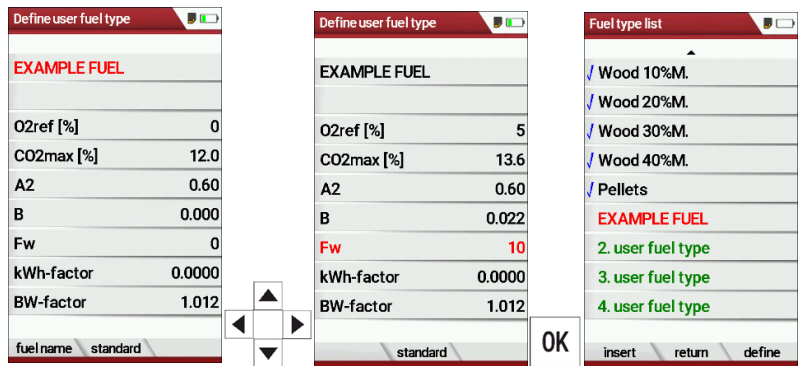 Define user fuel type
EXAMPLE FUEL
O2ref [%] 0
CO2max [%] 12.0
A2 0.60
B 0.000
Fw 0
kWh-factor 0.0000
BW-factor 1.012
fuel name standard
Define user fuel type
EXAMPLE FUEL
O2ref [%] 5
CO2max [%] 13.6
A2 0.60
B 0.022
Fw 10
kWh-factor 0.0000
BW-factor 1.012
standard
OK
Fuel type list
Wood 10%M.
Wood 20%M.
Wood 30%M.
Wood 40%M.
Pellets
EXAMPLE FUEL
2. user fuel type
3. user fuel type
4. user fuel type
insert return define